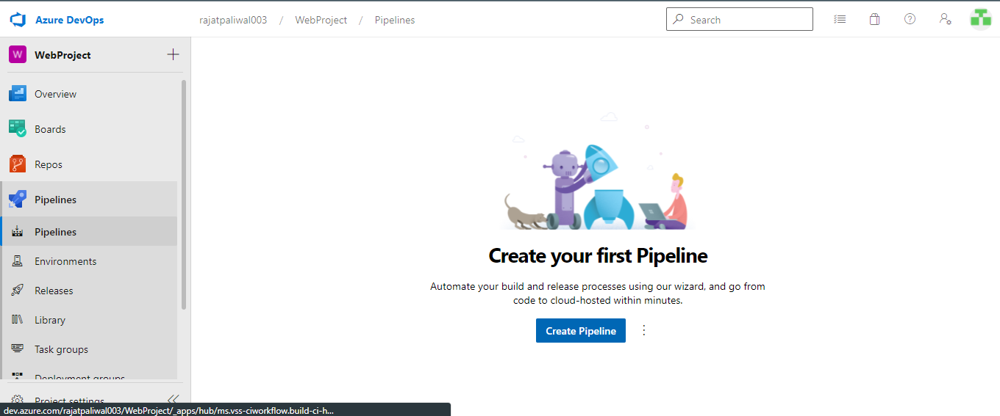 Azure DevOps
rajatpaliwal003 / WebProject / Pipelines
Search
W WebProject
Overview
Boards
Repos
Pipelines
Pipelines
Environments
Releases
Library
Task groups
Deployment groups
Project settings
Create your first Pipeline
Automate your build and release processes using our wizard, and go from
code to cloud-hosted within minutes.
Create Pipeline
dev.azure.com/rajatpaliwal003/WebProject/_apps/hub/ms.vss-ciworkflow.build-ci-h...